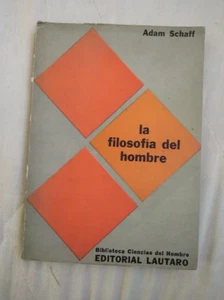 Adam Schaff
la
filosofía del
hombre
Biblioteca Ciencias del Hombre
EDITORIAL LAUTARO